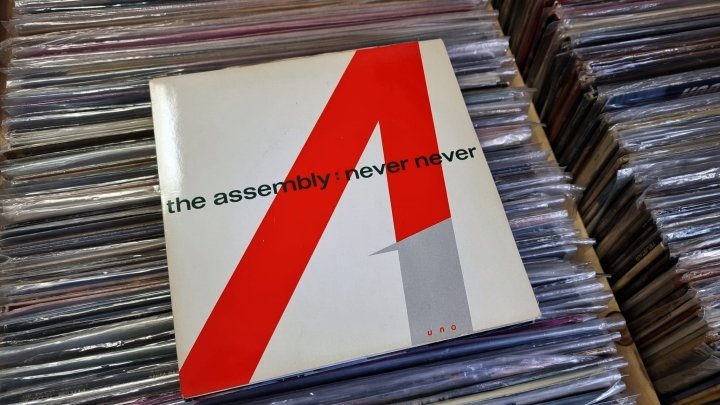 the assembly : never never
uno